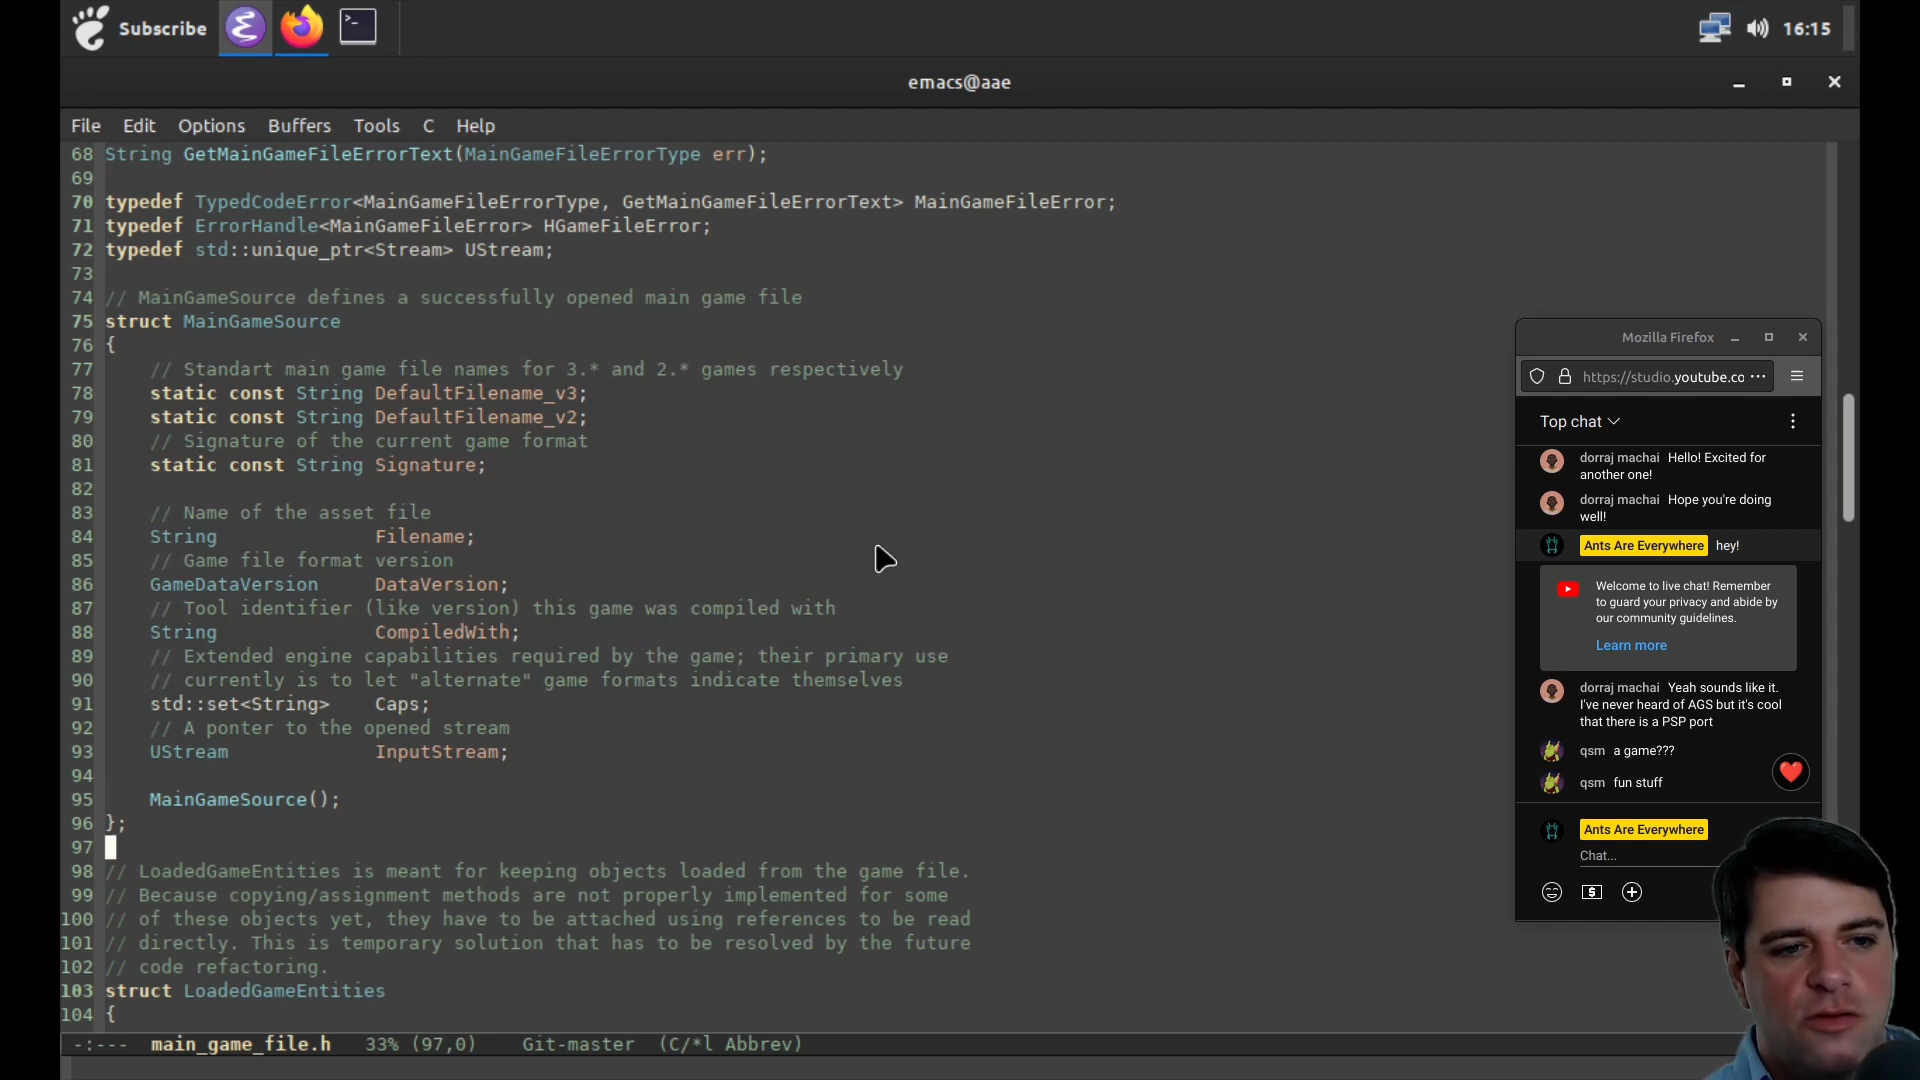 Subscribe
16:15
emacs@aae
File Edit Options Buffers Tools C Help
68 String GetMainGameFileErrorText(MainGameFileErrorType err);
69
70 typedef TypedCodeError<MainGameFileErrorType, GetMainGameFileErrorText> MainGameFileError;
71 typedef ErrorHandle<MainGameFileError> HGameFileError;
72 typedef std::unique_ptr<Stream> UStream;
73
74 // MainGameSource defines a successfully opened main game file
75 struct MainGameSource
76 {
77 // Standart main game file names for 3.* and 2.* games respectively
78 static const String DefaultFilename_v3;
79 static const String DefaultFilename_v2;
80 // Signature of the current game format
81 static const String Signature;
82
83 // Name of the asset file
84 String Filename;
85 // Game file format version
86 GameDataVersion DataVersion;
87 // Tool identifier (like version) this game was compiled with
88 String CompiledWith;
89 // Extended engine capabilities required by the game; their primary use
90 // currently is to let "alternate" game formats indicate themselves
91 std::set<String> Caps;
92 // A ponter to the opened stream
93 UStream InputStream;
94
95 MainGameSource();
96 };
97
98 // LoadedGameEntities is meant for keeping objects loaded from the game file.
99 // Because copying/assignment methods are not properly implemented for some
100 // of these objects yet, they have to be attached using references to be read
101 // directly. This is temporary solution that has to be resolved by the future
102 // code refactoring.
103 struct LoadedGameEntities
104 {
-:--- main_game_file.h 33% (97,0) Git-master (C/*l Abbrev)
Mozilla Firefox
https://studio.youtube.co
Top chat
dorraj machai Hello! Excited for
another one!
dorraj machai Hope you're doing
well!
Ants Are Everywhere hey!
Welcome to live chat! Remember
to guard your privacy and abide by
our community guidelines.
Learn more
dorraj machai Yeah sounds like it.
I've never heard of AGS but it's cool
that there is a PSP port
qsm a game???
qsm fun stuff
Ants Are Everywhere
Chat...